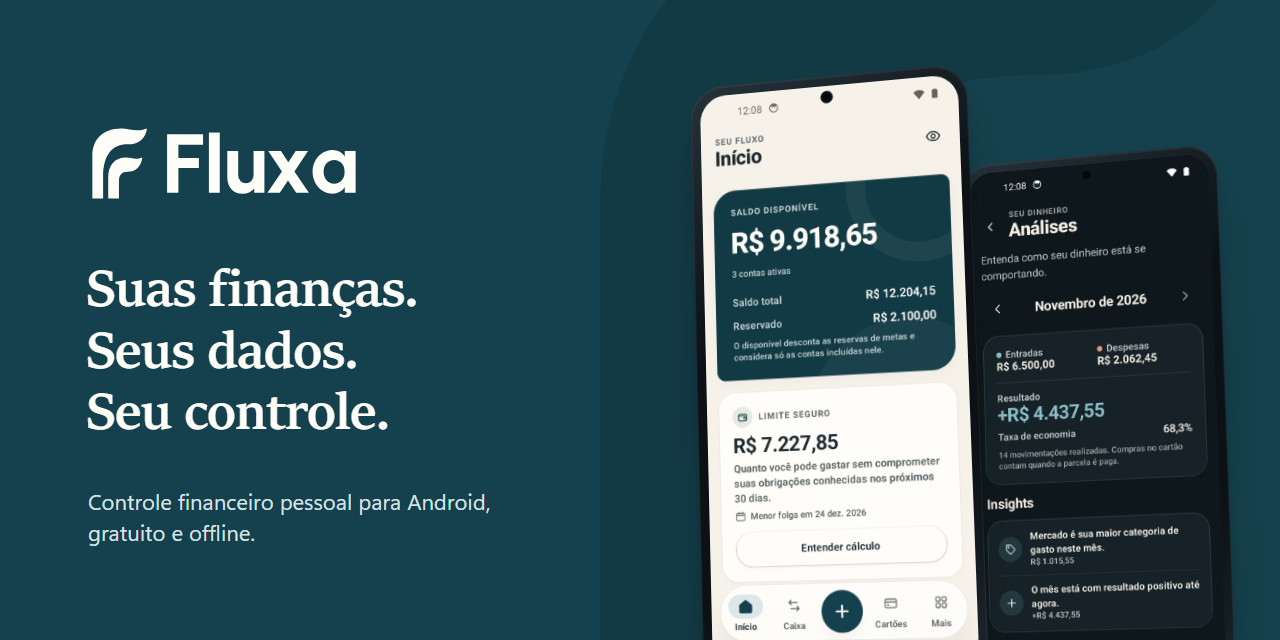 Fluxa
Suas finanças.
Seus dados.
Seu controle.
Controle financeiro pessoal para Android,
gratuito e offline.
12:08
SEU FLUXO
Início
SALDO DISPONÍVEL
R$ 9.918,65
3 contas ativas
Saldo total R$ 12.204,15
Reservado R$ 2.100,00
O disponível desconta as reservas de metas e
considera só as contas incluídas nele.
LIMITE SEGURO
R$ 7.227,85
Quanto você pode gastar sem comprometer
suas obrigações conhecidas nos próximos
30 dias.
Menor folga em 24 dez. 2026
Entender cálculo
Início Caixa Cartões Mais
12:08
SEU DINHEIRO
Análises
Entenda como seu dinheiro está se
comportando.
Novembro de 2026
Entradas Despesas
R$ 6.500,00 R$ 2.062,45
Resultado
+R$ 4.437,55
Taxa de economia 68,3%
14 movimentações realizadas. Compras no cartão
contam quando a parcela é paga.
Insights
Mercado é sua maior categoria de
gasto neste mês.
R$ 1.015,55
O mês está com resultado positivo até
agora.
+R$ 4.437,55